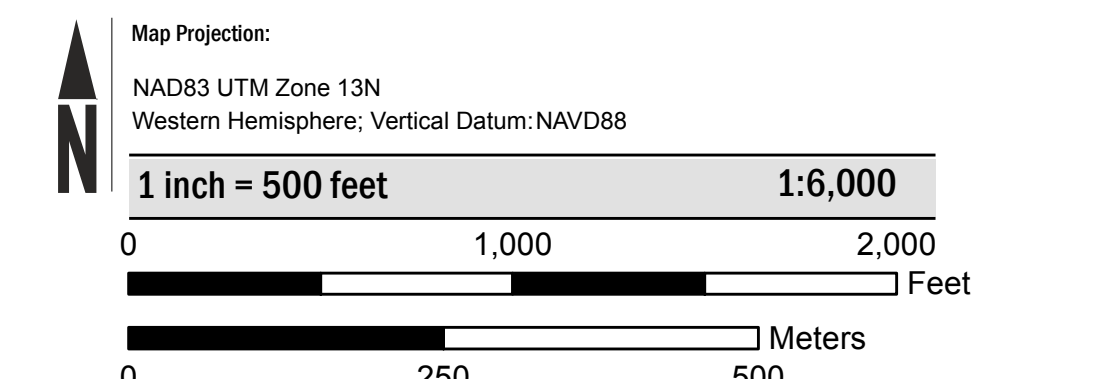 Map Projection:
N
NAD83 UTM Zone 13N
Western Hemisphere; Vertical Datum:NAVD88
1 inch = 500 feet 1:6,000
0 1,000 2,000
Feet
Meters
0 250 500